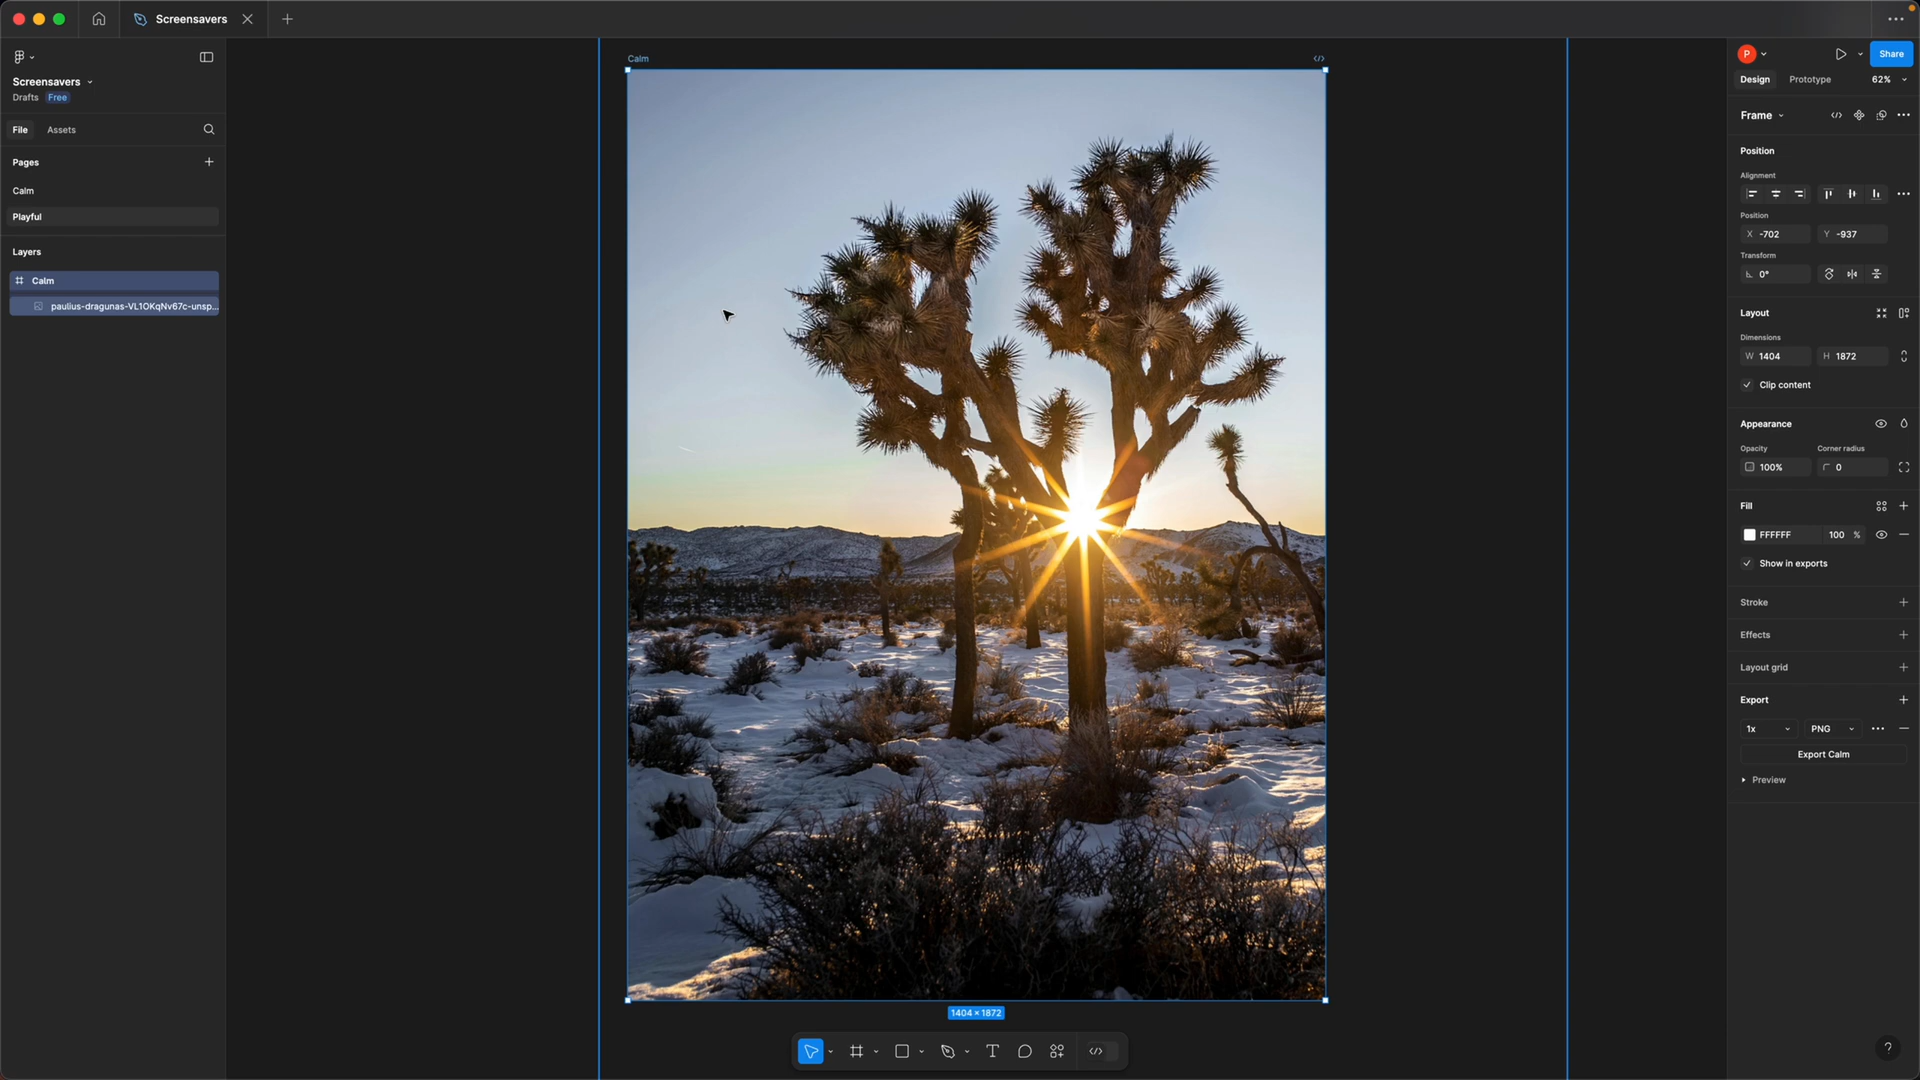 Screensavers
Screensavers
Drafts Free
File Assets
Pages
Calm
Playful
Layers
Calm
paulius-dragunas-VL1OKqNv67c-unsp...
Calm
1404 × 1872
P
Share
Design Prototype 62%
Frame
Position
Alignment
Position
X -702 Y -937
Transform
0°
Layout
Dimensions
W 1404 H 1872
Clip content
Appearance
Opacity Corner radius
100% 0
Fill
FFFFFF 100 %
Show in exports
Stroke
Effects
Layout grid
Export
1x PNG
Export Calm
Preview
?